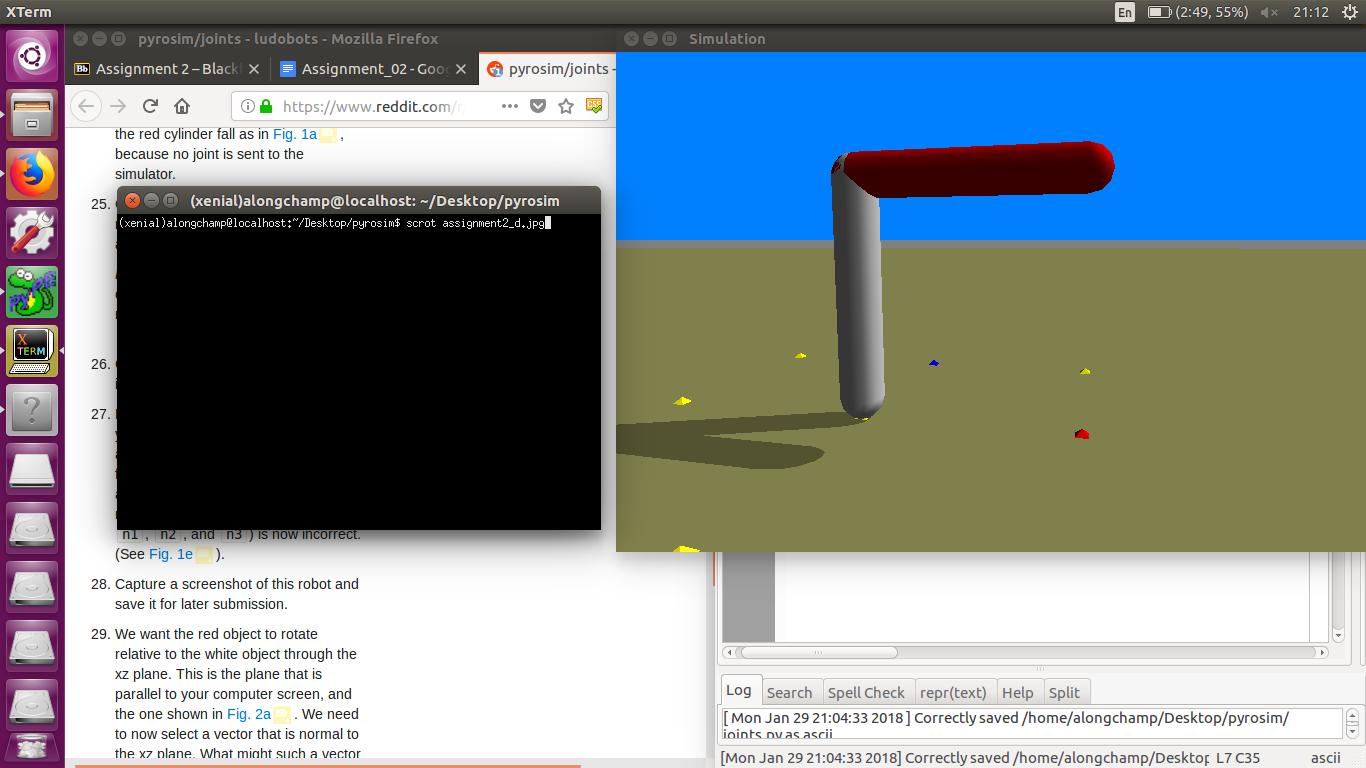 XTerm
En
(2:49, 55%)
21:12
pyrosim/joints - ludobots - Mozilla Firefox
Simulation
Bb
Assignment 2 – Black
Assignment_02 - Goo
pyrosim/joints -
https://www.reddit.com/r
the red cylinder fall as in Fig. 1a ,
because no joint is sent to the
simulator.
25.
(xenial)alongchamp@localhost: ~/Desktop/pyrosim
(xenial)alongchamp@localhost:~/Desktop/pyrosim$ scrot assignment2_d.jpg
26.
27.
n1 , n2 , and n3 ) is now incorrect.
(See Fig. 1e ).
28. Capture a screenshot of this robot and
save it for later submission.
29. We want the red object to rotate
relative to the white object through the
xz plane. This is the plane that is
parallel to your computer screen, and
the one shown in Fig. 2a . We need
to now select a vector that is normal to
the xz plane. What might such a vector
X
TERM
?
Log
Search
Spell Check
repr(text)
Help
Split
[ Mon Jan 29 21:04:33 2018 ] Correctly saved /home/alongchamp/Desktop/pyrosim/
joints.py as ascii
[Mon Jan 29 21:04:33 2018] Correctly saved /home/alongchamp/Desktop
L7 C35
ascii